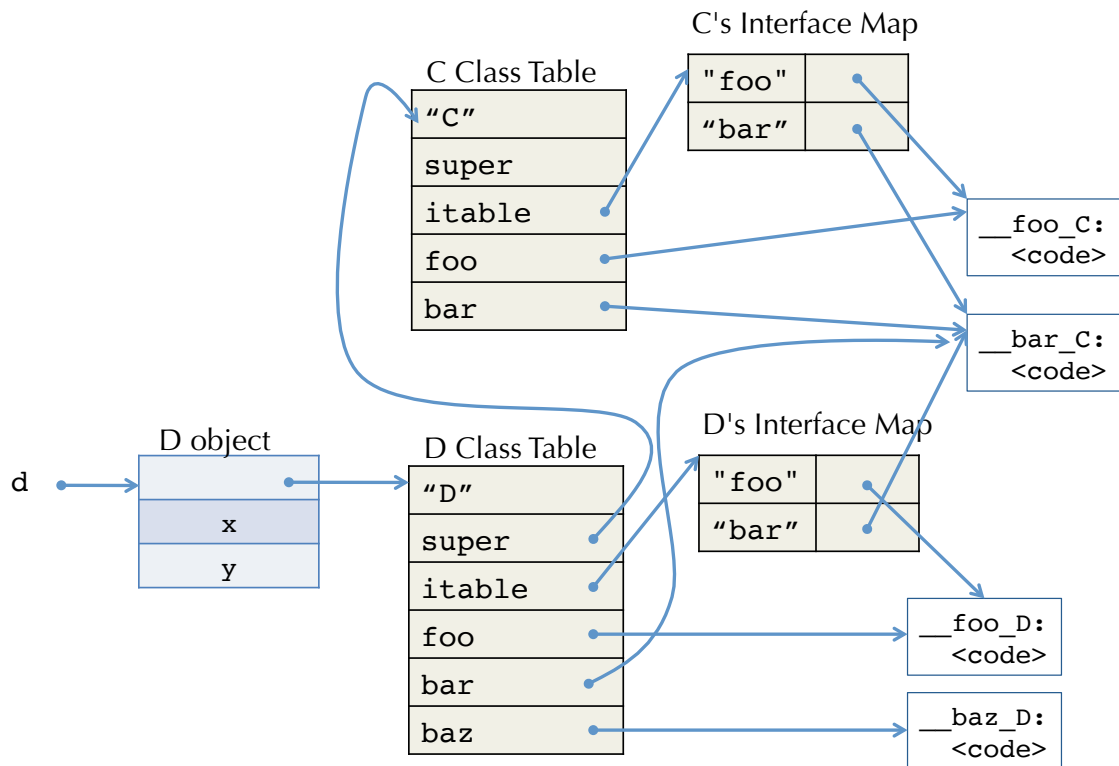 C's Interface Map
"foo"
“bar”
C Class Table
“C”
super
itable
foo
bar
__foo_C:
<code>
__bar_C:
<code>
d
D object
x
y
D Class Table
“D”
super
itable
foo
bar
baz
D's Interface Map
"foo"
“bar”
__foo_D:
<code>
__baz_D:
<code>